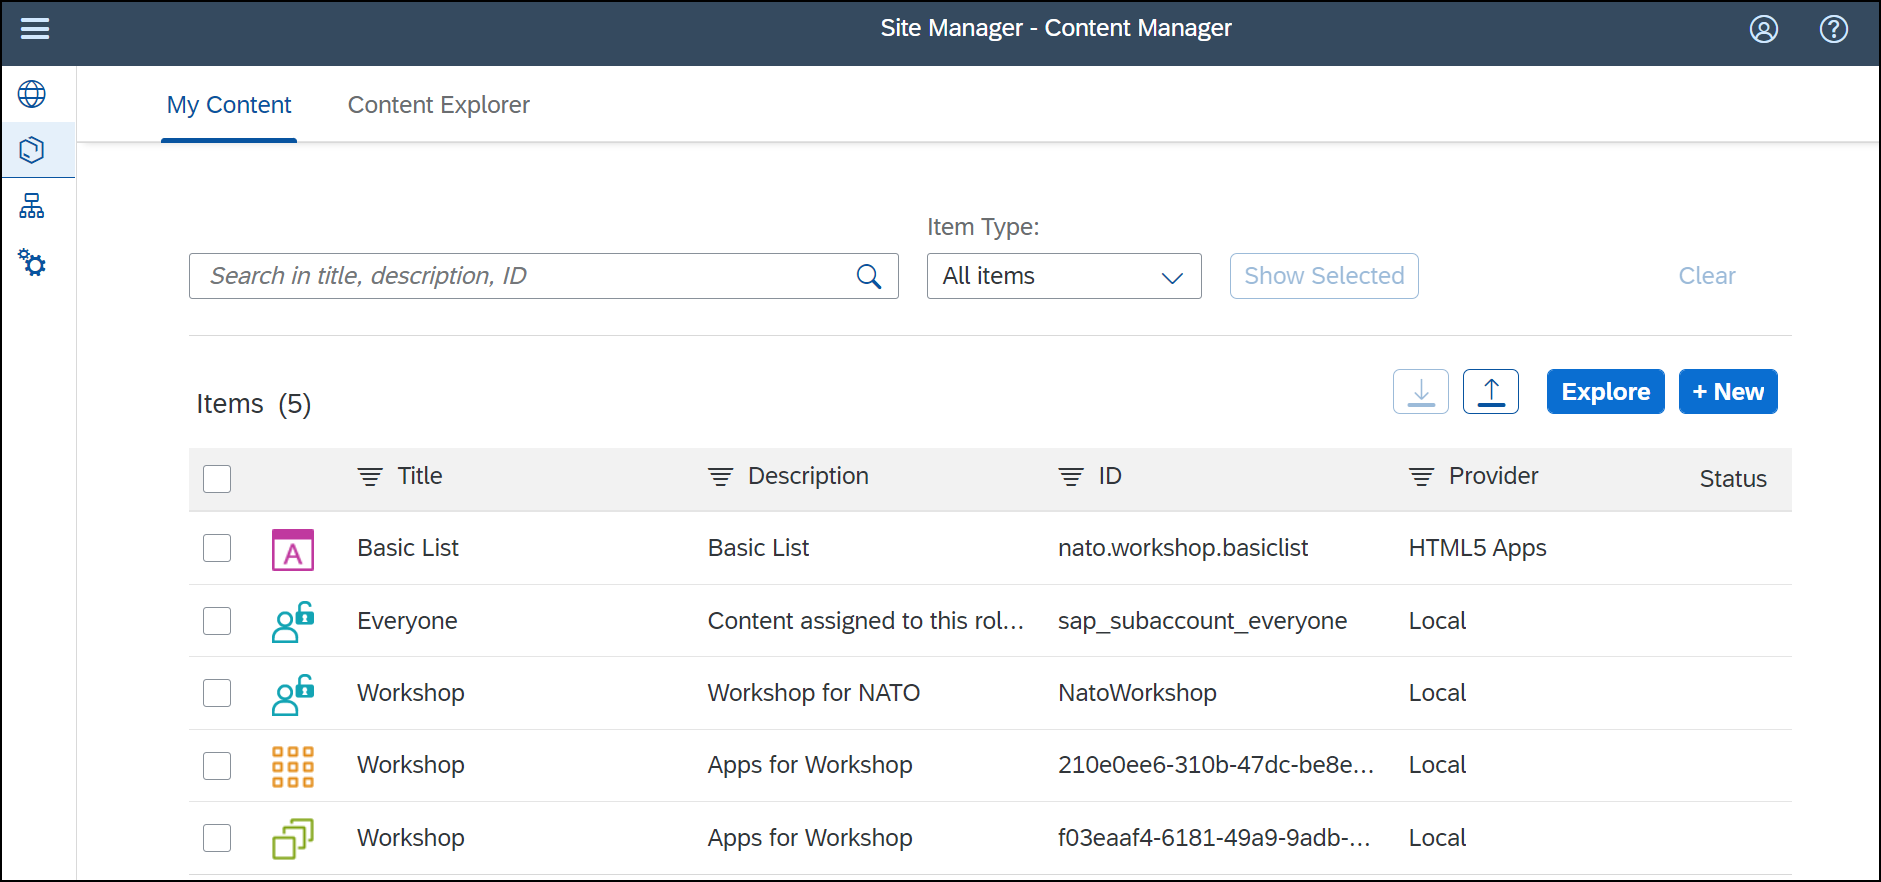 Site Manager - Content Manager
My Content Content Explorer
Item Type:
Search in title, description, ID All items Show Selected Clear
Items (5) Explore + New
Title Description ID Provider Status
A Basic List Basic List nato.workshop.basiclist HTML5 Apps
Everyone Content assigned to this rol... sap_subaccount_everyone Local
Workshop Workshop for NATO NatoWorkshop Local
Workshop Apps for Workshop 210e0ee6-310b-47dc-be8e... Local
Workshop Apps for Workshop f03eaaf4-6181-49a9-9adb-... Local